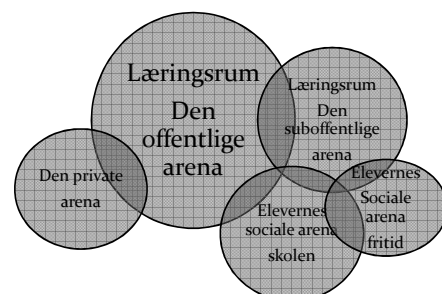 Læringsrum
Den
offentlige
arena
Læringsrum
Den
suboffentlige
arena
Den private
arena
Elevernes
sociale arena
skolen
Elevernes
Sociale
arena
fritid